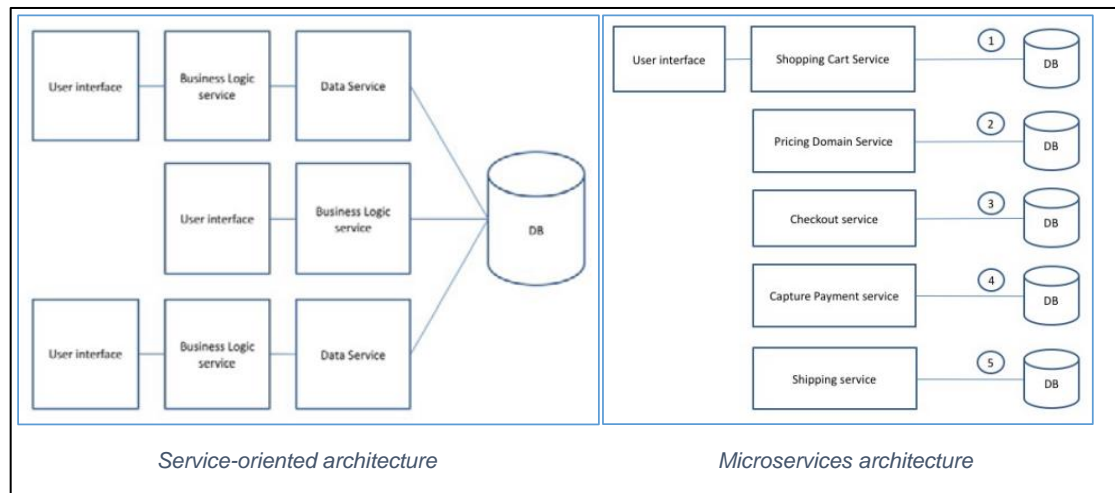 User interface
Business Logic
service
Data Service
User interface
Business Logic
service
DB
User interface
Business Logic
service
Data Service
Service-oriented architecture
User interface
Shopping Cart Service
1
DB
Pricing Domain Service
2
DB
Checkout service
3
DB
Capture Payment service
4
DB
Shipping service
5
DB
Microservices architecture